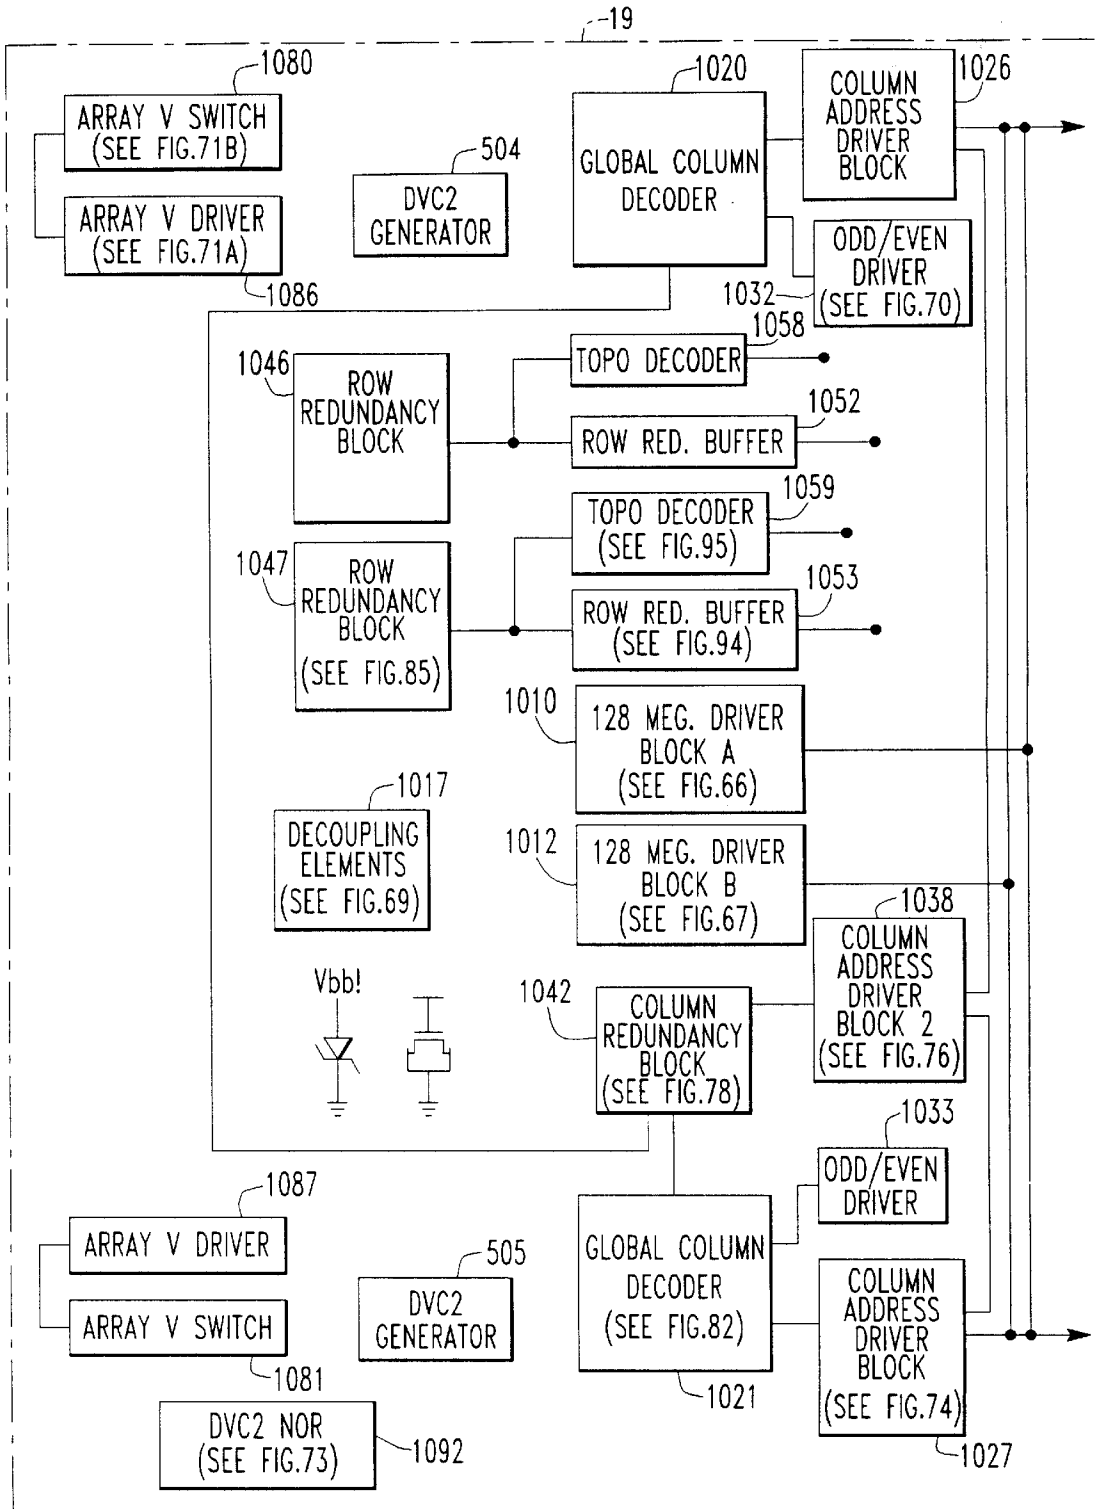 19
1080
ARRAY V SWITCH
(SEE FIG.71B)
ARRAY V DRIVER
(SEE FIG.71A)
1086
504
DVC2
GENERATOR
1020
GLOBAL COLUMN
DECODER
1026
COLUMN
ADDRESS
DRIVER
BLOCK
1032
ODD/EVEN
DRIVER
(SEE FIG.70)
1046
ROW
REDUNDANCY
BLOCK
1058
TOPO DECODER
1052
ROW RED. BUFFER
1047
ROW
REDUNDANCY
BLOCK
(SEE FIG.85)
1059
TOPO DECODER
(SEE FIG.95)
1053
ROW RED. BUFFER
(SEE FIG.94)
1010
128 MEG. DRIVER
BLOCK A
(SEE FIG.66)
1017
DECOUPLING
ELEMENTS
(SEE FIG.69)
1012
128 MEG. DRIVER
BLOCK B
(SEE FIG.67)
1038
COLUMN
ADDRESS
DRIVER
BLOCK 2
(SEE FIG.76)
Vbb!
1042
COLUMN
REDUNDANCY
BLOCK
(SEE FIG.78)
1033
ODD/EVEN
DRIVER
1087
ARRAY V DRIVER
ARRAY V SWITCH
1081
505
DVC2
GENERATOR
GLOBAL COLUMN
DECODER
(SEE FIG.82)
1021
COLUMN
ADDRESS
DRIVER
BLOCK
(SEE FIG.74)
1027
DVC2 NOR
(SEE FIG.73)
1092